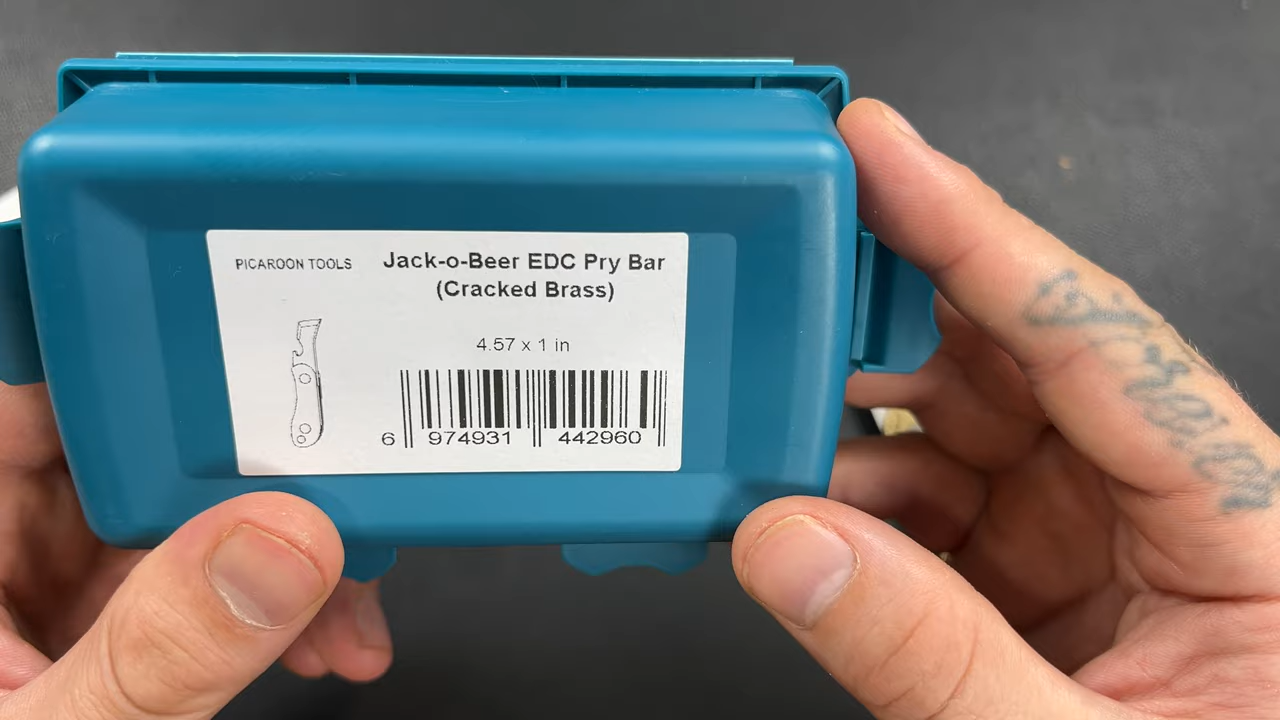 PICAROON TOOLS
Jack-o-Beer EDC Pry Bar
(Cracked Brass)
4.57 x 1 in
6 974931 442960